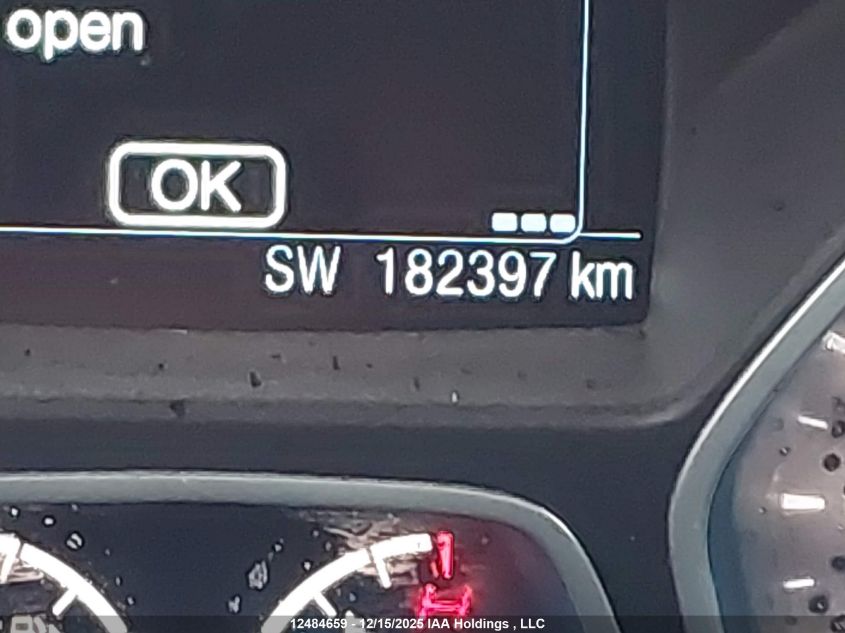 open
OK
SW 182397 km
12484659 - 12/15/2025 IAA Holdings , LLC